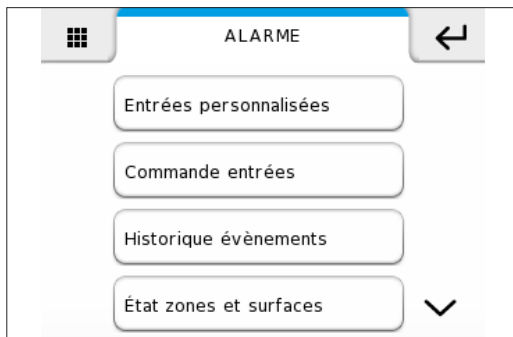 ALARME
Entrées personnalisées
Commande entrées
Historique évènements
État zones et surfaces